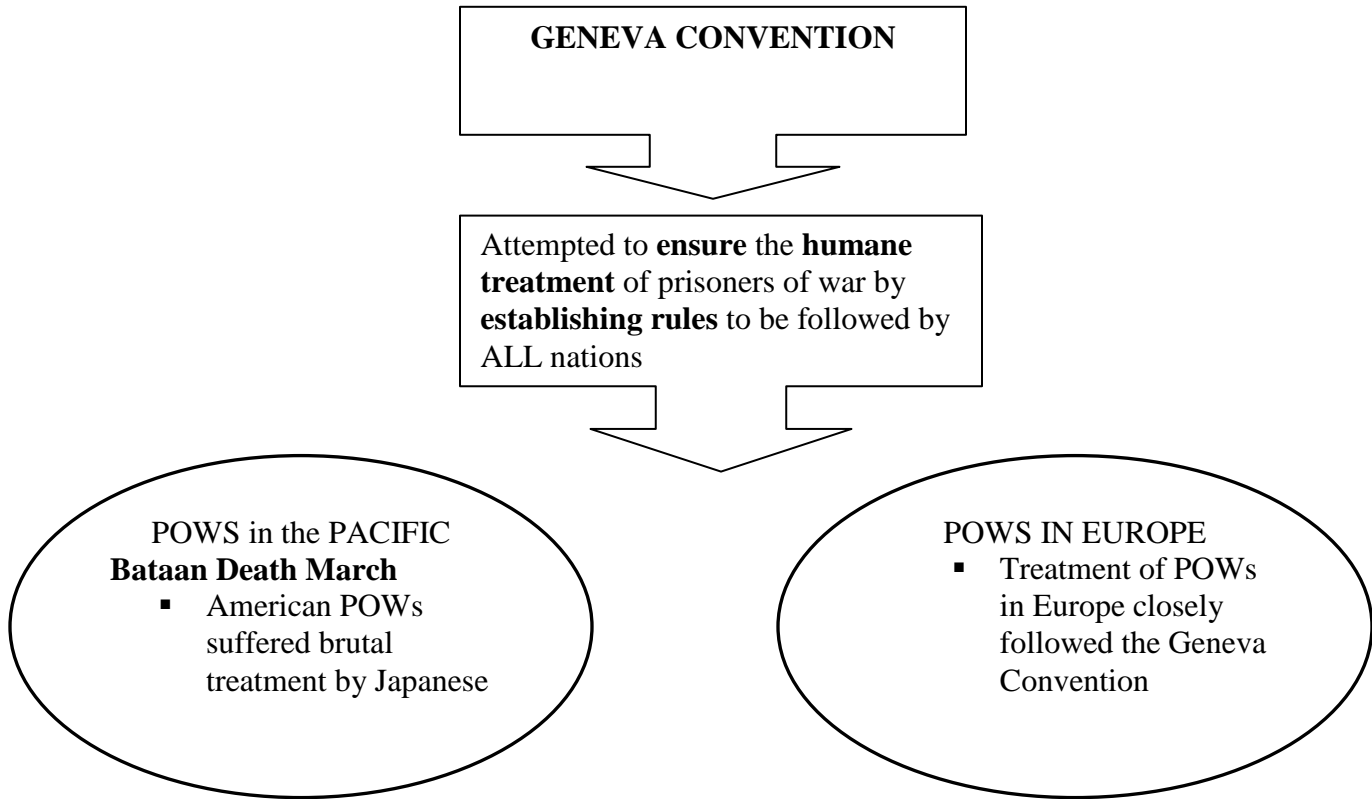 GENEVA CONVENTION
Attempted to ensure the humane
treatment of prisoners of war by
establishing rules to be followed by
ALL nations
POWS in the PACIFIC
Bataan Death March
▪ American POWs
suffered brutal
treatment by Japanese
POWS IN EUROPE
▪ Treatment of POWs
in Europe closely
followed the Geneva
Convention